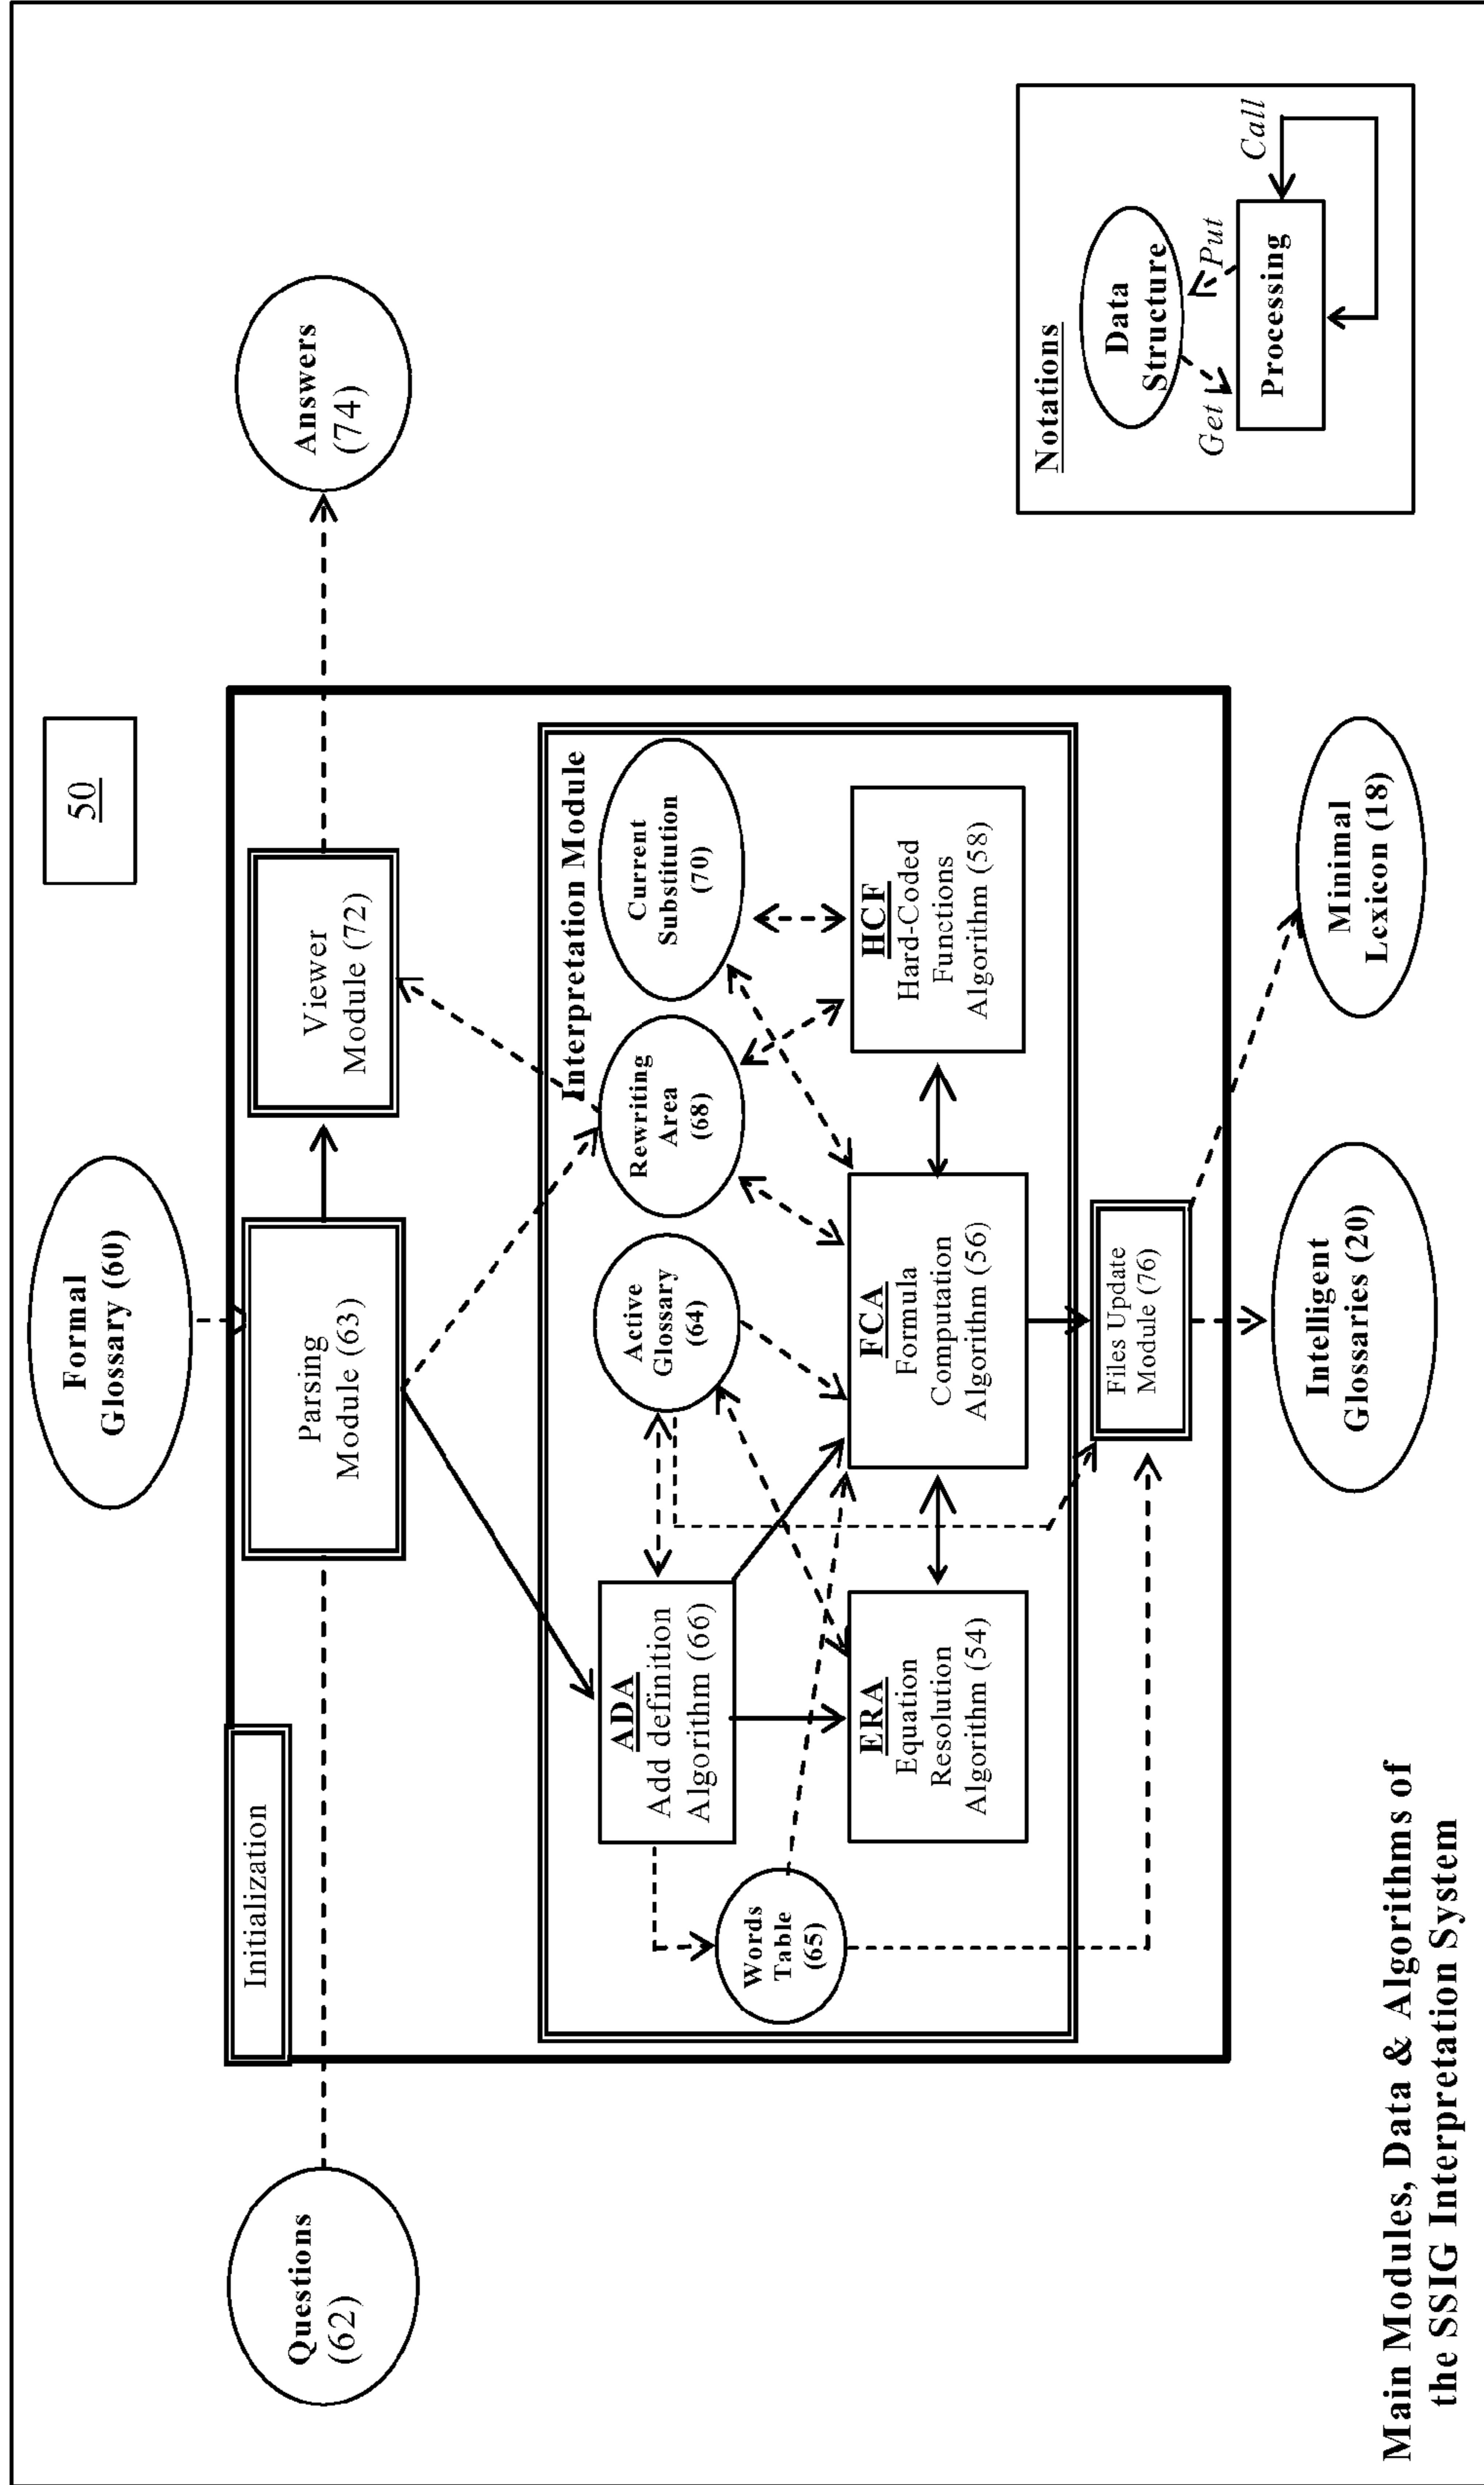 50
Formal
Glossary (60)
Initialization
Questions
(62)
Parsing
Module (63)
Viewer
Module (72)
Answers
(74)
Interpretation Module
ADA
Add definition
Algorithm (66)
Active
Glossary
(64)
Rewriting
Area
(68)
Current
Substitution
(70)
Words
Table
(65)
ERA
Equation
Resolution
Algorithm (54)
FCA
Formula
Computation
Algorithm (56)
HCF
Hard-Coded
Functions
Algorithm (58)
Files Update
Module (76)
Intelligent
Glossaries (20)
Minimal
Lexicon (18)
Notations
Data
Structure
Get
Put
Processing
Call
Main Modules, Data & Algorithms of
the SSIG Interpretation System